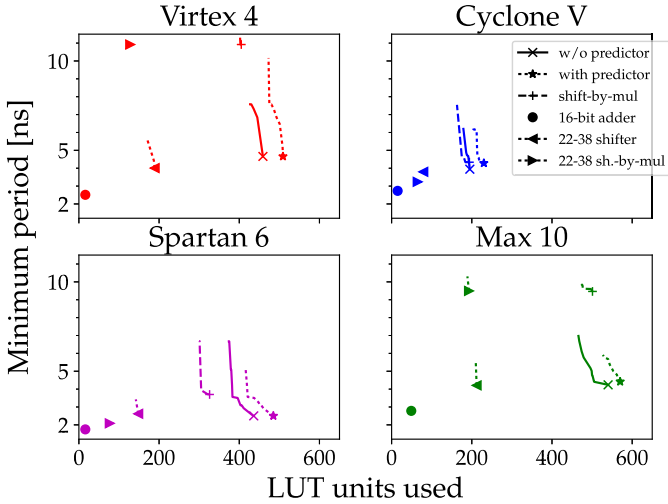 Virtex 4
Cyclone V
10
5
2
w/o predictor
with predictor
shift-by-mul
16-bit adder
22-38 shifter
22-38 sh.-by-mul
Minimum period [ns]
Spartan 6
Max 10
10
5
2
0
200
400
600
0
200
400
600
LUT units used